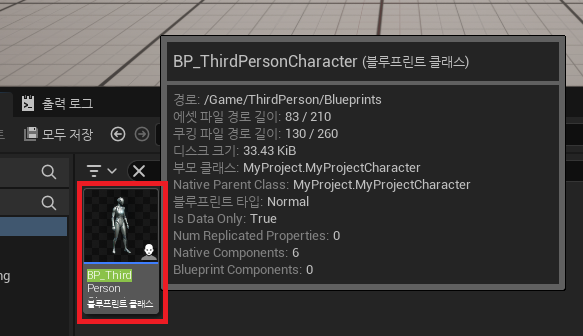 BP_ThirdPersonCharacter (블루프린트 클래스)
경로: /Game/ThirdPerson/Blueprints
에셋 파일 경로 길이: 83 / 210
쿠킹 파일 경로 길이: 130 / 260
디스크 크기: 33.43 KiB
부모 클래스: MyProject.MyProjectCharacter
Native Parent Class: MyProject.MyProjectCharacter
블루프린트 타입: Normal
Is Data Only: True
Num Replicated Properties: 0
Native Components: 6
Blueprint Components: 0
출력 로그
모두 저장
BP_Third
Person
블루프린트 클래스
ng